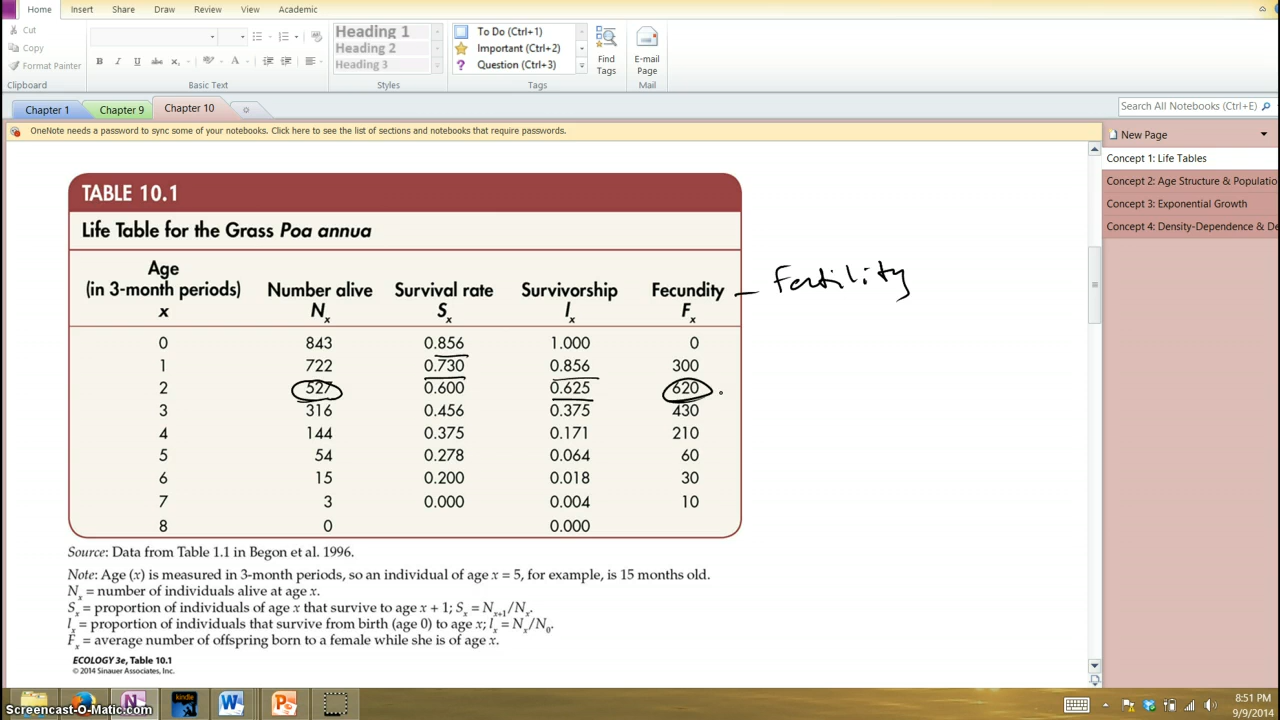 Home Insert Share Draw Review View Academic
Cut
Copy
Format Painter
Clipboard
Basic Text
Heading 1
Heading 2
Heading 3
Styles
To Do (Ctrl+1)
Important (Ctrl+2)
Question (Ctrl+3)
Tags
Find
Tags
E-mail
Page
Mail
Chapter 1 Chapter 9 Chapter 10
Search All Notebooks (Ctrl+E)
OneNote needs a password to sync some of your notebooks. Click here to see the list of sections and notebooks that require passwords.
New Page
Concept 1: Life Tables
Concept 2: Age Structure & Populatio
Concept 3: Exponential Growth
Concept 4: Density-Dependence & De
TABLE 10.1
Life Table for the Grass Poa annua
Age
(in 3-month periods) Number alive Survival rate Survivorship Fecundity – Fertility
x Nx Sx lx Fx
0 843 0.856 1.000 0
1 722 0.730 0.856 300
2 527 0.600 0.625 620
3 316 0.456 0.375 430
4 144 0.375 0.171 210
5 54 0.278 0.064 60
6 15 0.200 0.018 30
7 3 0.000 0.004 10
8 0 0.000
Source: Data from Table 1.1 in Begon et al. 1996.
Note: Age (x) is measured in 3-month periods, so an individual of age x = 5, for example, is 15 months old.
Nx = number of individuals alive at age x.
Sx = proportion of individuals of age x that survive to age x + 1; Sx = Nx+1/Nx.
lx = proportion of individuals that survive from birth (age 0) to age x; lx = Nx/N0.
Fx = average number of offspring born to a female while she is of age x.
ECOLOGY 3e, Table 10.1
© 2014 Sinauer Associates, Inc.
kindle
Screencast-O-Matic.com
8:51 PM
9/9/2014